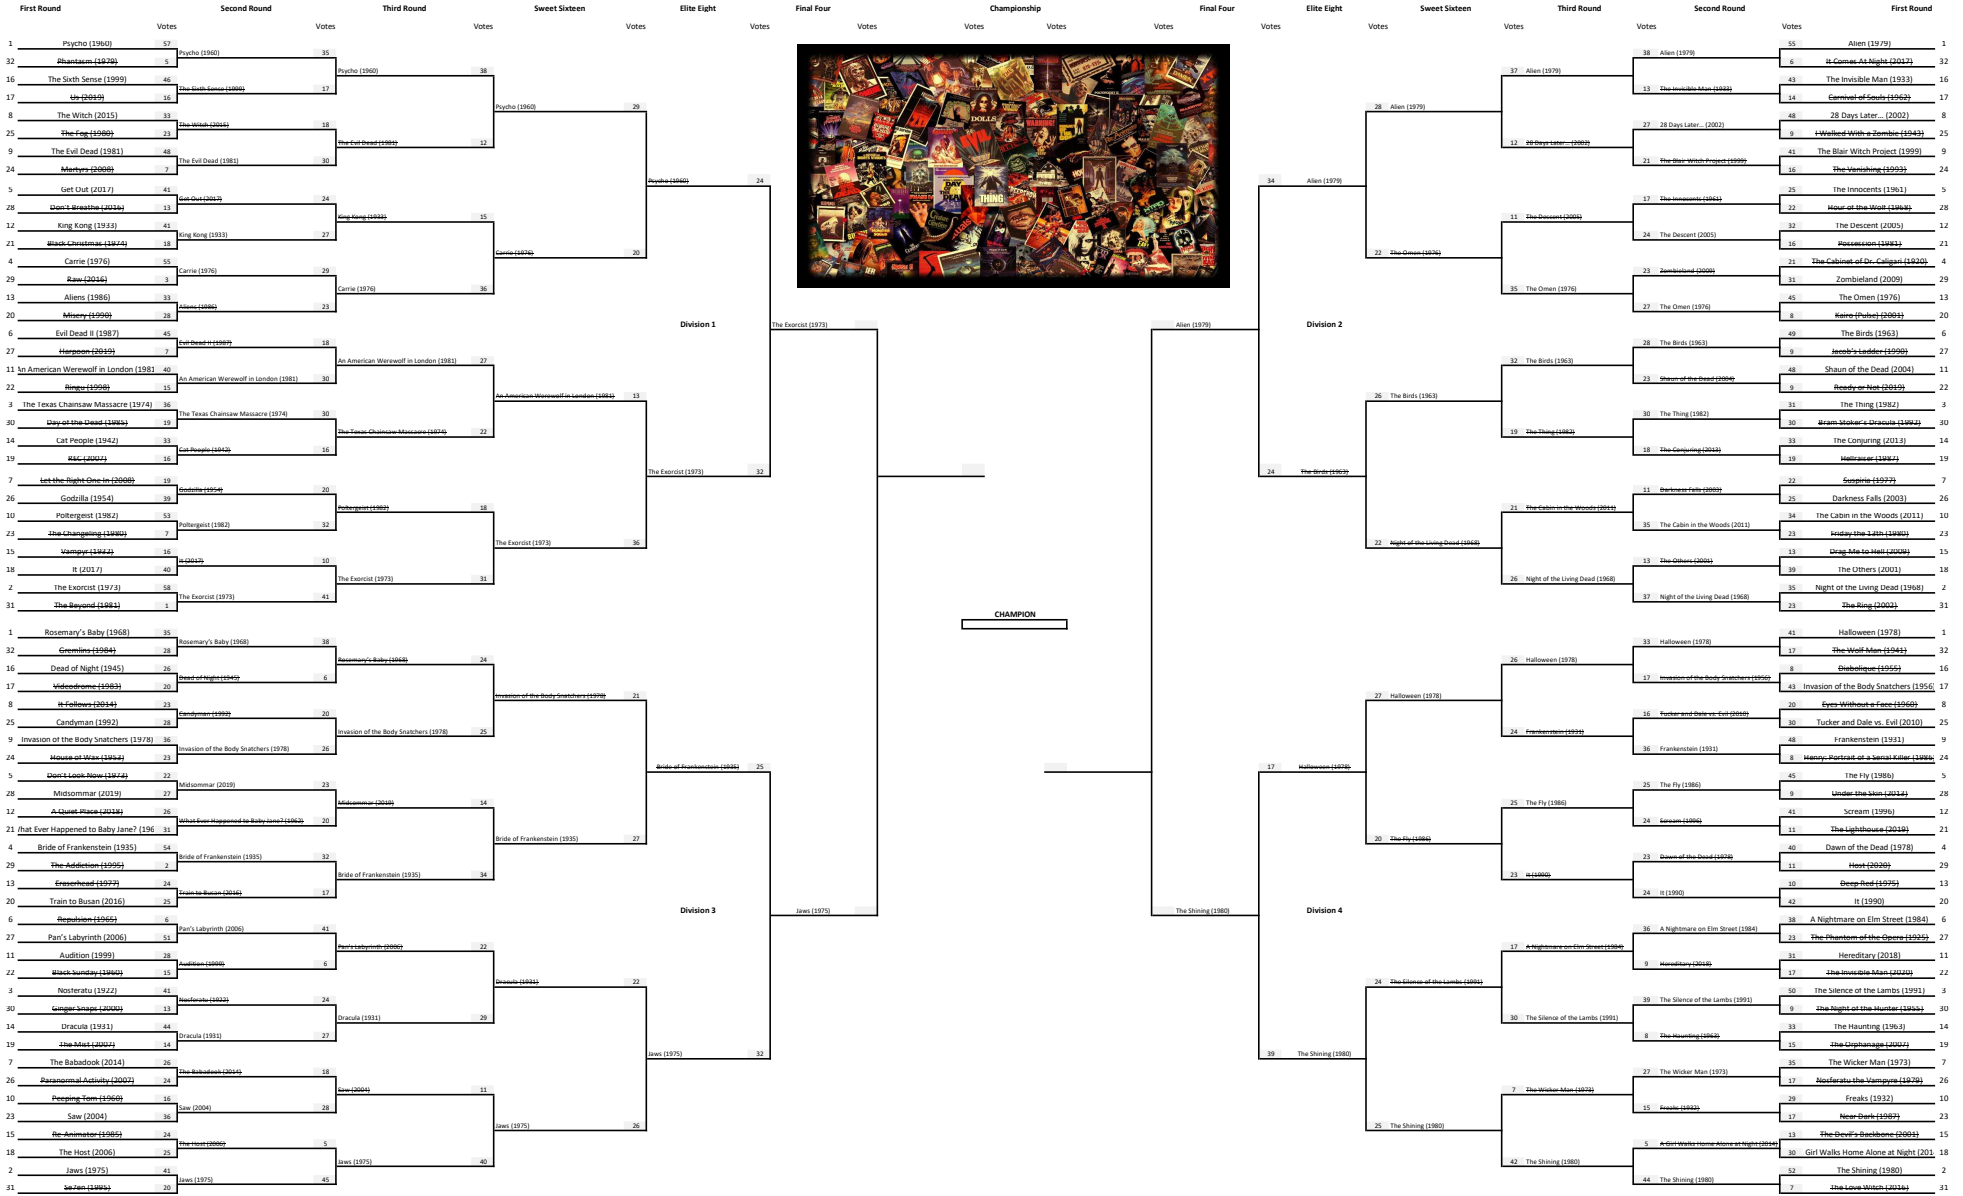 First Round Second Round Third Round Sweet Sixteen Elite Eight Final Four Championship Final Four Elite Eight Sweet Sixteen Third Round Second Round First Round
Votes Votes Votes Votes Votes Votes Votes Votes Votes Votes Votes Votes
1 Psycho (1960) 57
32 Phantasm (1979) 5
16 The Sixth Sense (1999) 46
17 Us (2019) 16
8 The Witch (2015) 33
25 The Fog (1980) 23
9 The Evil Dead (1981) 48
24 Martyrs (2008) 7
5 Get Out (2017) 41
28 Don't Breathe (2016) 13
12 King Kong (1933) 41
21 Black Christmas (1974) 18
4 Carrie (1976) 55
29 Raw (2016) 3
13 Aliens (1986) 33
20 Misery (1990) 28
6 Evil Dead II (1987) 45
27 Harpoon (2019) 7
11 An American Werewolf in London (1981 40
22 Ringu (1998) 15
3 The Texas Chainsaw Massacre (1974) 36
30 Day of the Dead (1985) 19
14 Cat People (1942) 33
19 REC (2007) 16
7 Let the Right One In (2008) 19
26 Godzilla (1954) 39
10 Poltergeist (1982) 53
23 The Changeling (1980) 7
15 Vampyr (1932) 16
18 It (2017) 40
2 The Exorcist (1973) 58
31 The Beyond (1981) 1
Psycho (1960) 35
The Sixth Sense (1999) 17
The Witch (2015) 18
The Evil Dead (1981) 30
Get Out (2017) 24
King Kong (1933) 27
Carrie (1976) 29
Aliens (1986) 23
Evil Dead II (1987) 18
An American Werewolf in London (1981) 30
The Texas Chainsaw Massacre (1974) 30
Cat People (1942) 16
Godzilla (1954) 20
Poltergeist (1982) 32
It (2017) 10
The Exorcist (1973) 41
Psycho (1960) 38
The Evil Dead (1981) 12
King Kong (1933) 15
Carrie (1976) 36
An American Werewolf in London (1981) 27
The Texas Chainsaw Massacre (1974) 22
Poltergeist (1982) 18
The Exorcist (1973) 31
Psycho (1960) 29
Carrie (1976) 20
An American Werewolf in London (1981) 13
The Exorcist (1973) 36
Psycho (1960) 24
The Exorcist (1973) 32
Division 1
The Exorcist (1973)
1 Rosemary's Baby (1968) 35
32 Gremlins (1984) 28
16 Dead of Night (1945) 26
17 Videodrome (1983) 20
8 It Follows (2014) 23
25 Candyman (1992) 28
9 Invasion of the Body Snatchers (1978) 36
24 House of Wax (1953) 23
5 Don't Look Now (1973) 22
28 Midsommar (2019) 27
12 A Quiet Place (2018) 26
21 What Ever Happened to Baby Jane? (196 31
4 Bride of Frankenstein (1935) 54
29 The Addiction (1995) 2
13 Eraserhead (1977) 24
20 Train to Busan (2016) 25
6 Repulsion (1965) 6
27 Pan's Labyrinth (2006) 51
11 Audition (1999) 28
22 Black Sunday (1960) 15
3 Nosferatu (1922) 41
30 Ginger Snaps (2000) 13
14 Dracula (1931) 44
19 The Mist (2007) 14
7 The Babadook (2014) 26
26 Paranormal Activity (2007) 24
10 Peeping Tom (1960) 16
23 Saw (2004) 36
15 Re-Animator (1985) 24
18 The Host (2006) 25
2 Jaws (1975) 41
31 Se7en (1995) 20
Rosemary's Baby (1968) 38
Dead of Night (1945) 6
Candyman (1992) 20
Invasion of the Body Snatchers (1978) 26
Midsommar (2019) 23
What Ever Happened to Baby Jane? (1962) 20
Bride of Frankenstein (1935) 32
Train to Busan (2016) 17
Pan's Labyrinth (2006) 41
Audition (1999) 6
Nosferatu (1922) 24
Dracula (1931) 27
The Babadook (2014) 18
Saw (2004) 28
The Host (2006) 5
Jaws (1975) 45
Rosemary's Baby (1968) 24
Invasion of the Body Snatchers (1978) 25
Midsommar (2019) 14
Bride of Frankenstein (1935) 34
Pan's Labyrinth (2006) 22
Dracula (1931) 29
Saw (2004) 11
Jaws (1975) 40
Invasion of the Body Snatchers (1978) 21
Bride of Frankenstein (1935) 27
Dracula (1931) 22
Jaws (1975) 26
Bride of Frankenstein (1935) 25
Jaws (1975) 32
Division 3
Jaws (1975)
DOLLS
WARNING!
DAY
THE
THING
CHAMPION
Alien (1979)
Division 2
34 Alien (1979)
24 The Birds (1963)
28 Alien (1979)
22 The Omen (1976)
26 The Birds (1963)
22 Night of the Living Dead (1968)
37 Alien (1979)
12 28 Days Later... (2002)
11 The Descent (2005)
35 The Omen (1976)
32 The Birds (1963)
19 The Thing (1982)
21 The Cabin in the Woods (2011)
26 Night of the Living Dead (1968)
38 Alien (1979)
13 The Invisible Man (1933)
27 28 Days Later... (2002)
21 The Blair Witch Project (1999)
17 The Innocents (1961)
24 The Descent (2005)
23 Zombieland (2009)
27 The Omen (1976)
28 The Birds (1963)
23 Shaun of the Dead (2004)
30 The Thing (1982)
18 The Conjuring (2013)
11 Darkness Falls (2003)
35 The Cabin in the Woods (2011)
13 The Others (2001)
37 Night of the Living Dead (1968)
55 Alien (1979) 1
6 It Comes At Night (2017) 32
43 The Invisible Man (1933) 16
14 Carnival of Souls (1962) 17
48 28 Days Later... (2002) 8
9 I Walked With a Zombie (1943) 25
41 The Blair Witch Project (1999) 9
16 The Vanishing (1993) 24
25 The Innocents (1961) 5
22 Hour of the Wolf (1968) 28
32 The Descent (2005) 12
16 Possession (1981) 21
21 The Cabinet of Dr. Caligari (1920) 4
31 Zombieland (2009) 29
45 The Omen (1976) 13
8 Kairo (Pulse) (2001) 20
49 The Birds (1963) 6
9 Jacob's Ladder (1990) 27
48 Shaun of the Dead (2004) 11
9 Ready or Not (2019) 22
31 The Thing (1982) 3
30 Bram Stoker's Dracula (1992) 30
33 The Conjuring (2013) 14
19 Hellraiser (1987) 19
22 Suspiria (1977) 7
25 Darkness Falls (2003) 26
34 The Cabin in the Woods (2011) 10
23 Friday the 13th (1980) 23
13 Drag Me to Hell (2009) 15
39 The Others (2001) 18
35 Night of the Living Dead (1968) 2
23 The Ring (2002) 31
The Shining (1980)
Division 4
17 Halloween (1978)
39 The Shining (1980)
27 Halloween (1978)
20 The Fly (1986)
24 The Silence of the Lambs (1991)
25 The Shining (1980)
26 Halloween (1978)
24 Frankenstein (1931)
25 The Fly (1986)
23 It (1990)
17 A Nightmare on Elm Street (1984)
30 The Silence of the Lambs (1991)
7 The Wicker Man (1973)
42 The Shining (1980)
33 Halloween (1978)
17 Invasion of the Body Snatchers (1956)
16 Tucker and Dale vs. Evil (2010)
36 Frankenstein (1931)
25 The Fly (1986)
24 Scream (1996)
23 Dawn of the Dead (1978)
24 It (1990)
36 A Nightmare on Elm Street (1984)
9 Hereditary (2018)
39 The Silence of the Lambs (1991)
8 The Haunting (1963)
27 The Wicker Man (1973)
15 Freaks (1932)
5 A Girl Walks Home Alone at Night (2014)
44 The Shining (1980)
41 Halloween (1978) 1
17 The Wolf Man (1941) 32
8 Diabolique (1955) 16
43 Invasion of the Body Snatchers (1956) 17
20 Eyes Without a Face (1960) 8
30 Tucker and Dale vs. Evil (2010) 25
48 Frankenstein (1931) 9
8 Henry: Portrait of a Serial Killer (1986 24
45 The Fly (1986) 5
9 Under the Skin (2013) 28
41 Scream (1996) 12
11 The Lighthouse (2019) 21
40 Dawn of the Dead (1978) 4
11 Host (2020) 29
10 Deep Red (1975) 13
42 It (1990) 20
38 A Nightmare on Elm Street (1984) 6
23 The Phantom of the Opera (1925) 27
31 Hereditary (2018) 11
17 The Invisible Man (2020) 22
50 The Silence of the Lambs (1991) 3
9 The Night of the Hunter (1955) 30
33 The Haunting (1963) 14
15 The Orphanage (2007) 19
35 The Wicker Man (1973) 7
17 Nosferatu the Vampyre (1979) 26
29 Freaks (1932) 10
17 Near Dark (1987) 23
13 The Devil's Backbone (2001) 15
30 Girl Walks Home Alone at Night (201 18
52 The Shining (1980) 2
7 The Love Witch (2016) 31